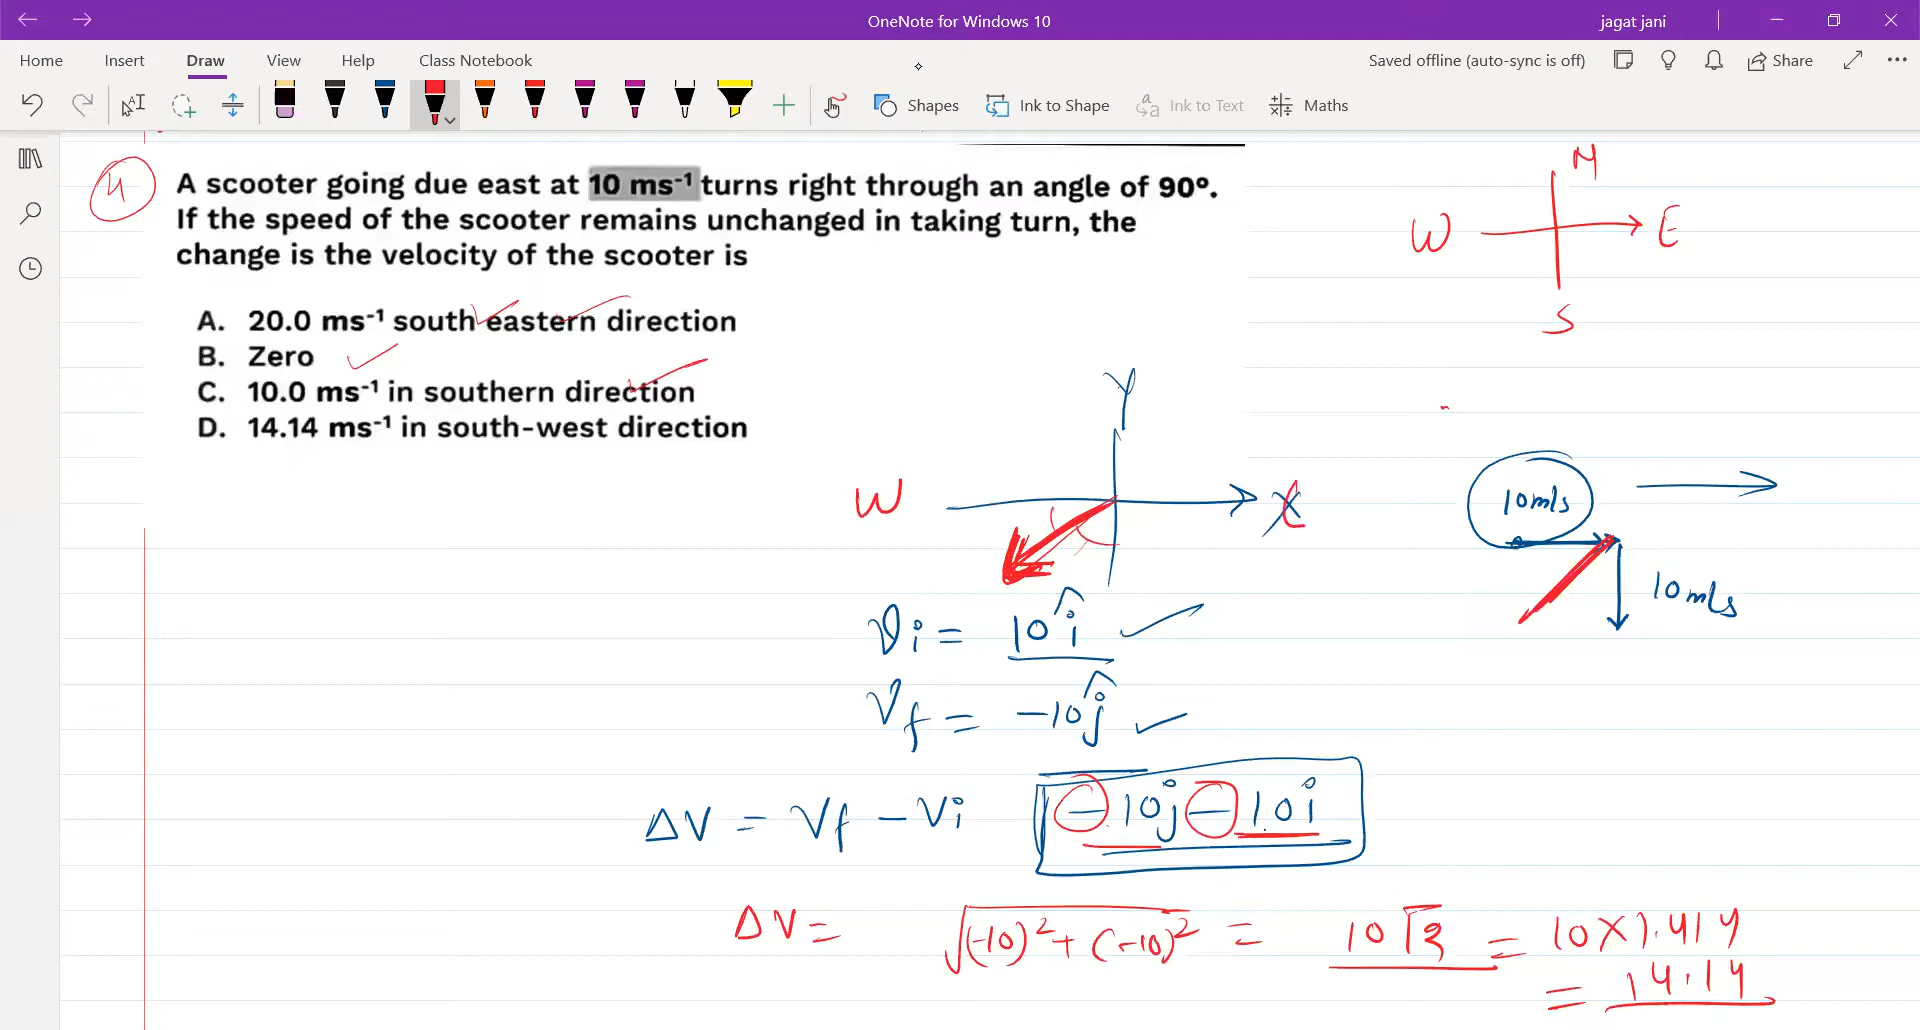 OneNote for Windows 10
jagat jani
Home Insert Draw View Help Class Notebook
Saved offline (auto-sync is off) Share
Shapes Ink to Shape Ink to Text Maths
4
A scooter going due east at 10 ms⁻¹ turns right through an angle of 90°.
If the speed of the scooter remains unchanged in taking turn, the
change is the velocity of the scooter is
A. 20.0 ms⁻¹ south eastern direction
B. Zero
C. 10.0 ms⁻¹ in southern direction
D. 14.14 ms⁻¹ in south-west direction
N
W E
S
Y
W X
10 m/s
10 m/s
vi = 10î
Vf = -10ĵ
ΔV = Vf - Vi -10j - 10i
ΔV = √(-10)² + (-10)² = 10√2 = 10×1.414
= 14.14